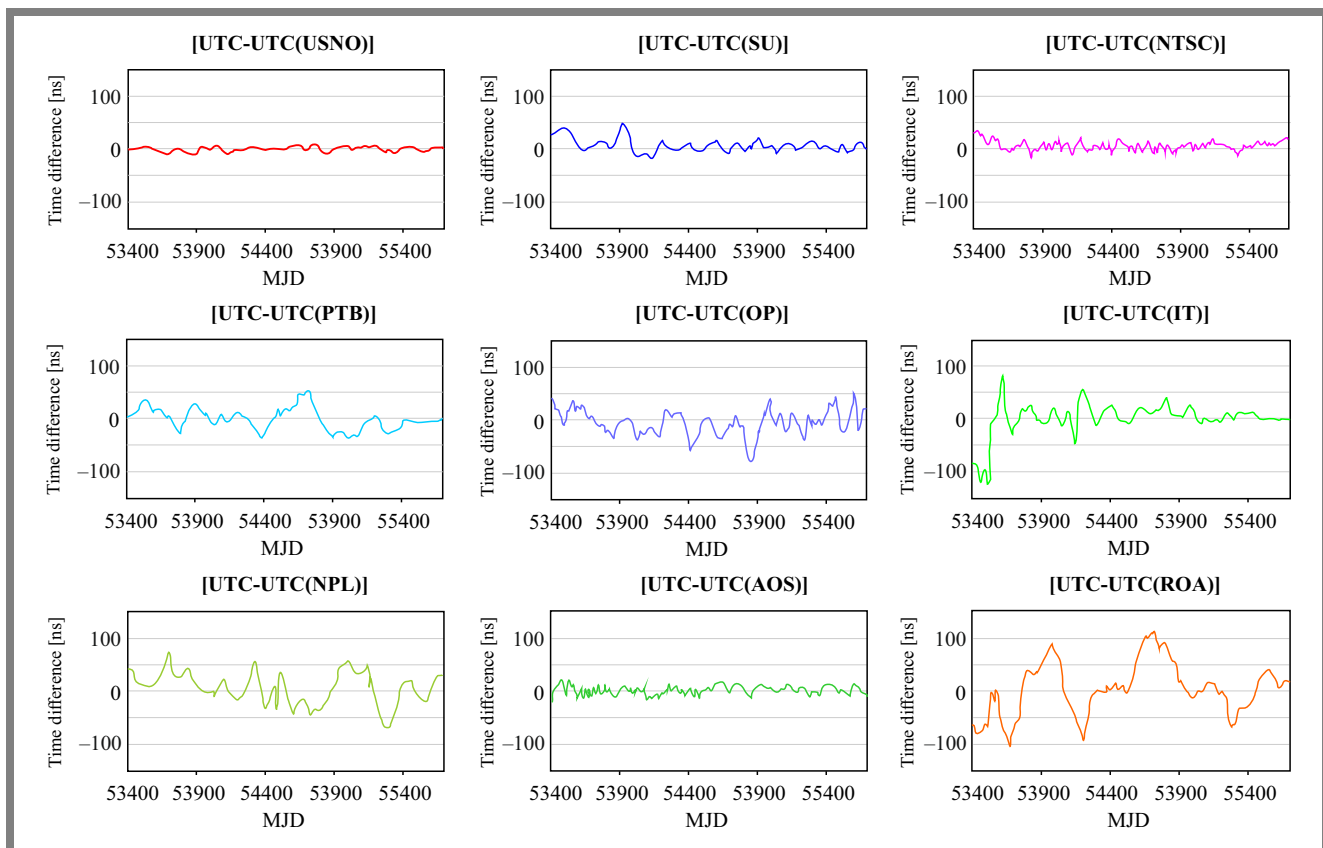 [UTC-UTC(USNO)]
Time difference [ns]
100
0
–100
53400 53900 54400 53900 55400
MJD
[UTC-UTC(SU)]
Time difference [ns]
100
0
–100
53400 53900 54400 53900 55400
MJD
[UTC-UTC(NTSC)]
Time difference [ns]
100
0
–100
53400 53900 54400 53900 55400
MJD
[UTC-UTC(PTB)]
Time difference [ns]
100
0
–100
53400 53900 54400 53900 55400
MJD
[UTC-UTC(OP)]
Time difference [ns]
100
0
–100
53400 53900 54400 53900 55400
MJD
[UTC-UTC(IT)]
Time difference [ns]
100
0
–100
53400 53900 54400 53900 55400
MJD
[UTC-UTC(NPL)]
Time difference [ns]
100
0
–100
53400 53900 54400 53900 55400
MJD
[UTC-UTC(AOS)]
Time difference [ns]
100
0
–100
53400 53900 54400 53900 55400
MJD
[UTC-UTC(ROA)]
Time difference [ns]
100
0
–100
53400 53900 54400 53900 55400
MJD